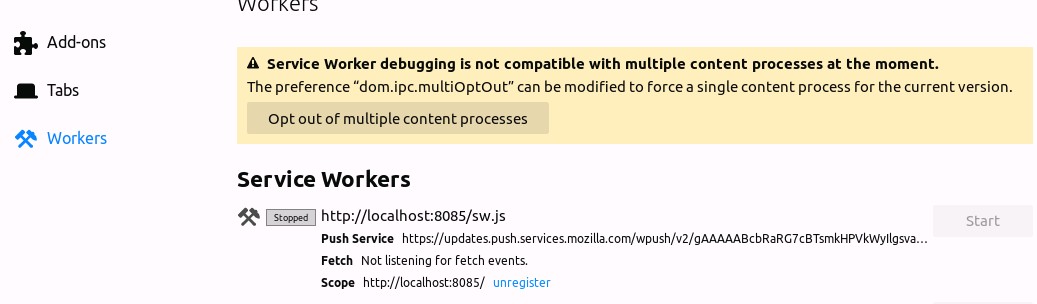 Workers
Add-ons
Tabs
Workers
Service Worker debugging is not compatible with multiple content processes at the moment.
The preference “dom.ipc.multiOptOut” can be modified to force a single content process for the current version.
Opt out of multiple content processes
Service Workers
Stopped http://localhost:8085/sw.js Start
Push Service https://updates.push.services.mozilla.com/wpush/v2/gAAAAABcbRaRG7cBTsmkHPVkWyIlgsva…
Fetch Not listening for fetch events.
Scope http://localhost:8085/ unregister